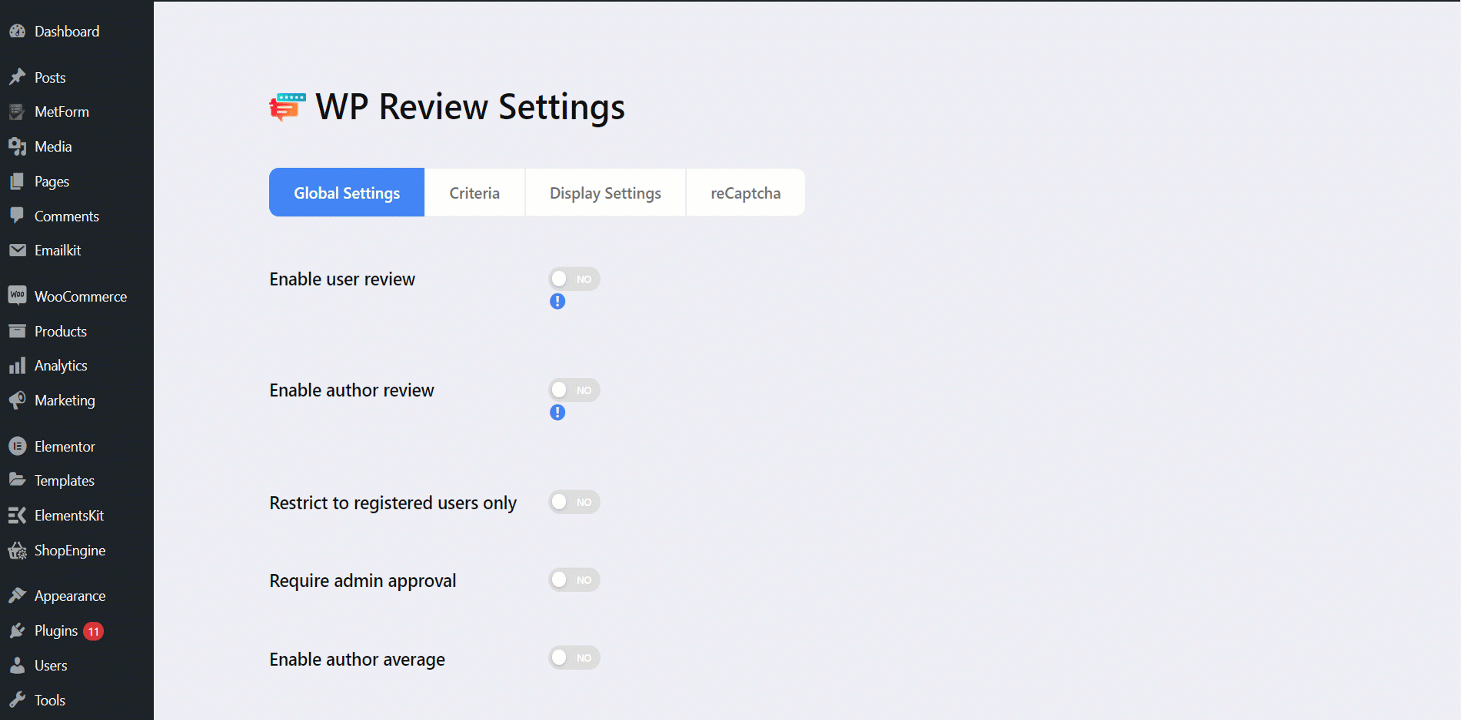 Dashboard
Posts
MetForm
Media
Pages
Comments
Emailkit
WooCommerce
Products
Analytics
Marketing
Elementor
Templates
ElementsKit
ShopEngine
Appearance
Plugins 11
Users
Tools
WP Review Settings
Global Settings Criteria Display Settings reCaptcha
Enable user review NO
Enable author review NO
Restrict to registered users only NO
Require admin approval NO
Enable author average NO